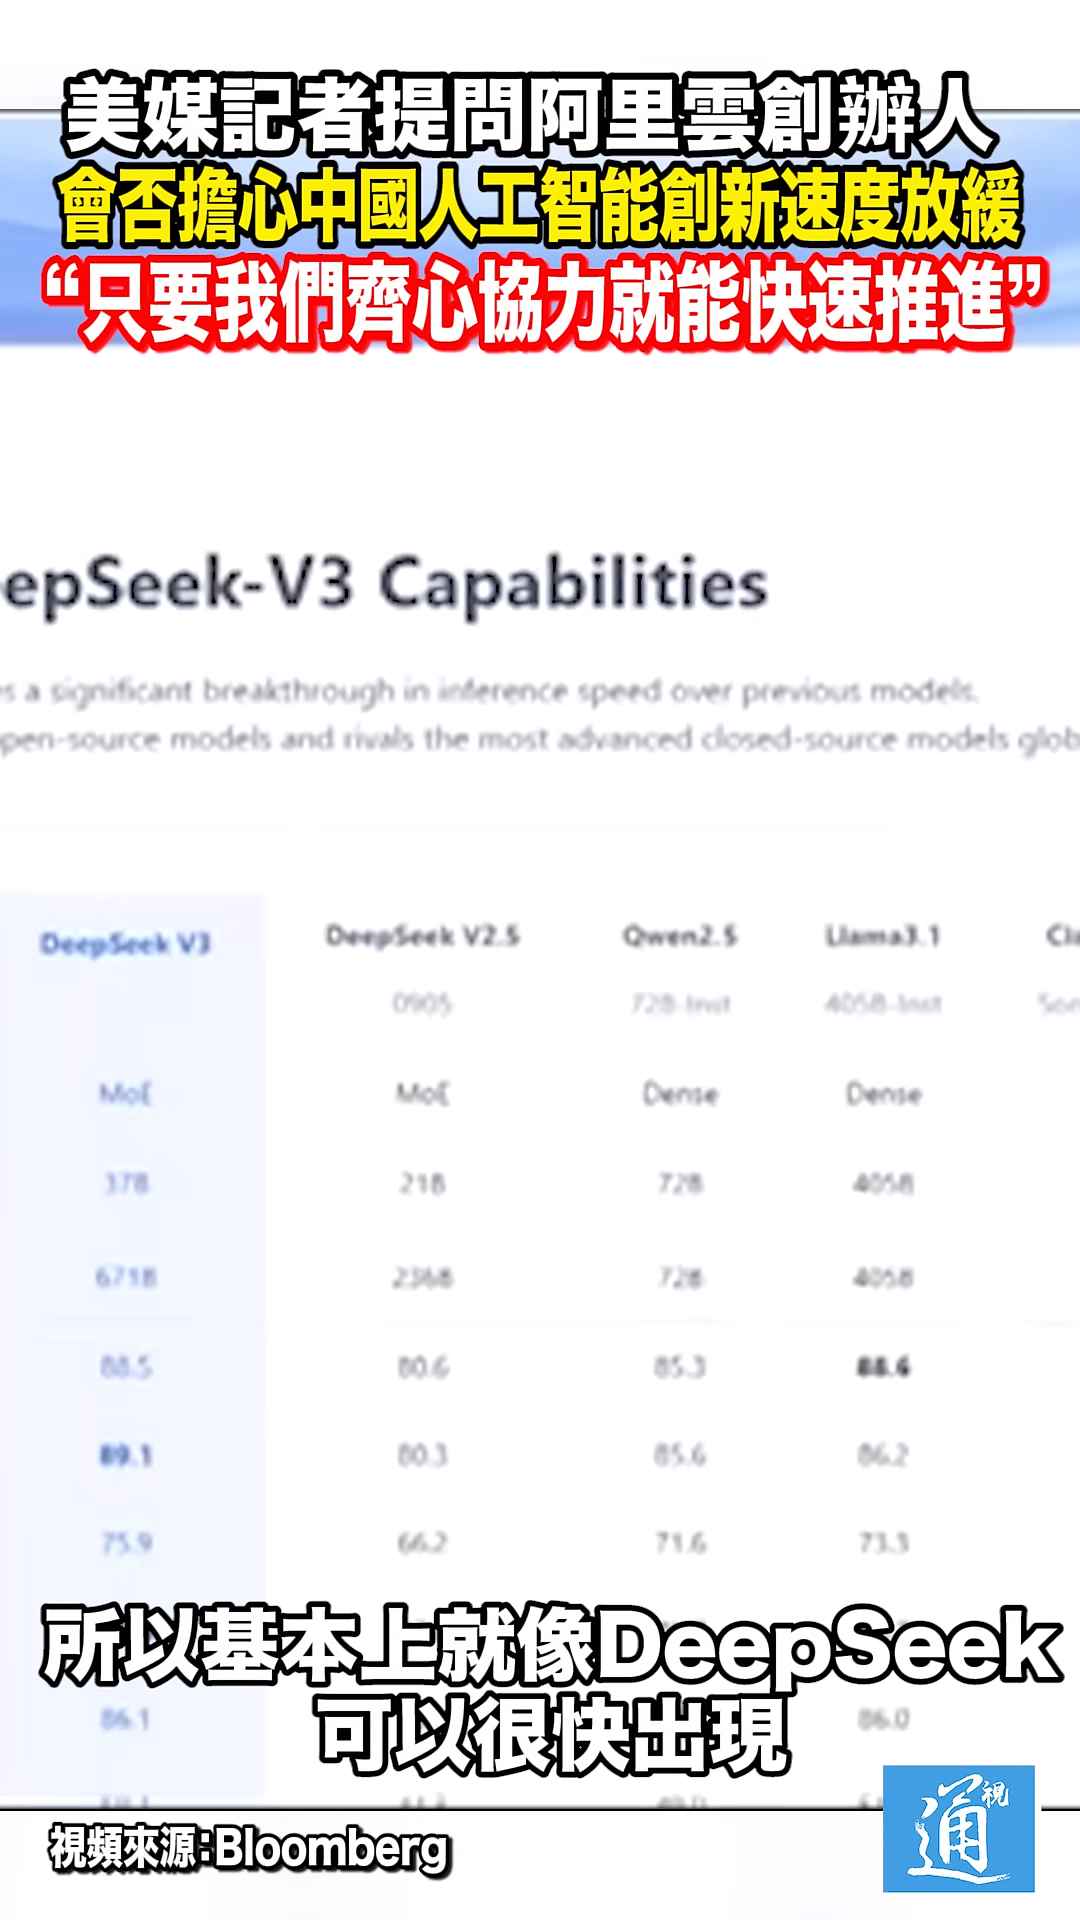 美媒記者提問阿里雲創辦人
會否擔心中國人工智能創新速度放緩
“只要我們齊心協力就能快速推進”
epSeek-V3 Capabilities
es a significant breakthrough in inference speed over previous models.
pen-source models and rivals the most advanced closed-source models glob
DeepSeek V3 DeepSeek V2.5 Qwen2.5 Llama3.1 Cla
0905 72B-Inst 405B-Inst Son
MoE MoE Dense Dense
37B 21B 72B 405B
671B 236B 72B 405B
88.5 80.6 85.3 88.6
89.1 80.3 85.6 86.2
75.9 66.2 71.6 73.3
所以基本上就像DeepSeek
可以很快出現
86.1 86.0
視頻來源：Bloomberg
通視